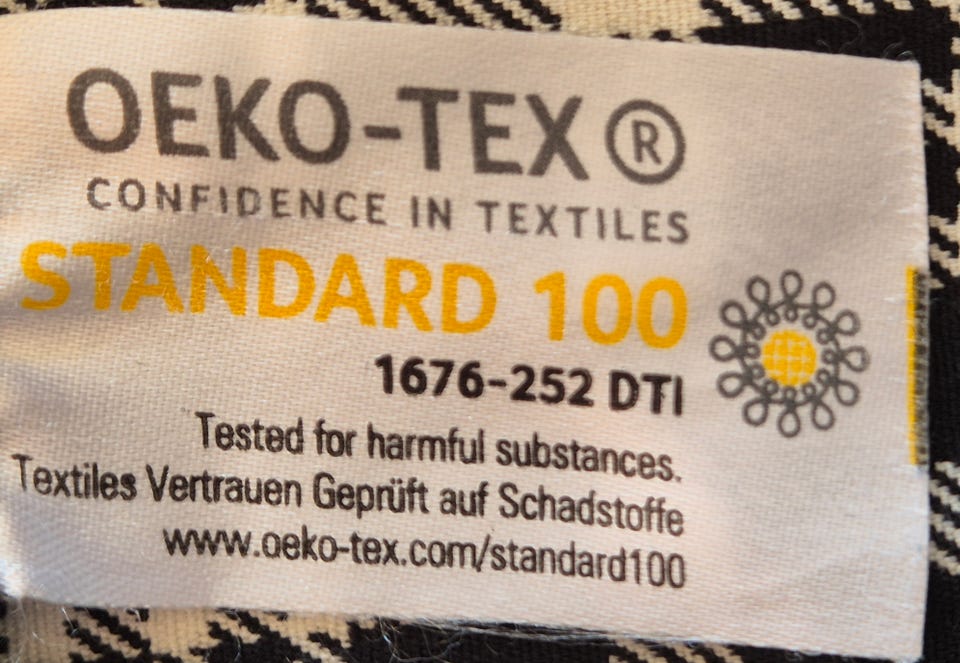 OEKO-TEX®
CONFIDENCE IN TEXTILES
STANDARD 100
1676-252 DTI
Tested for harmful substances.
Textiles Vertrauen Geprüft auf Schadstoffe
www.oeko-tex.com/standard100